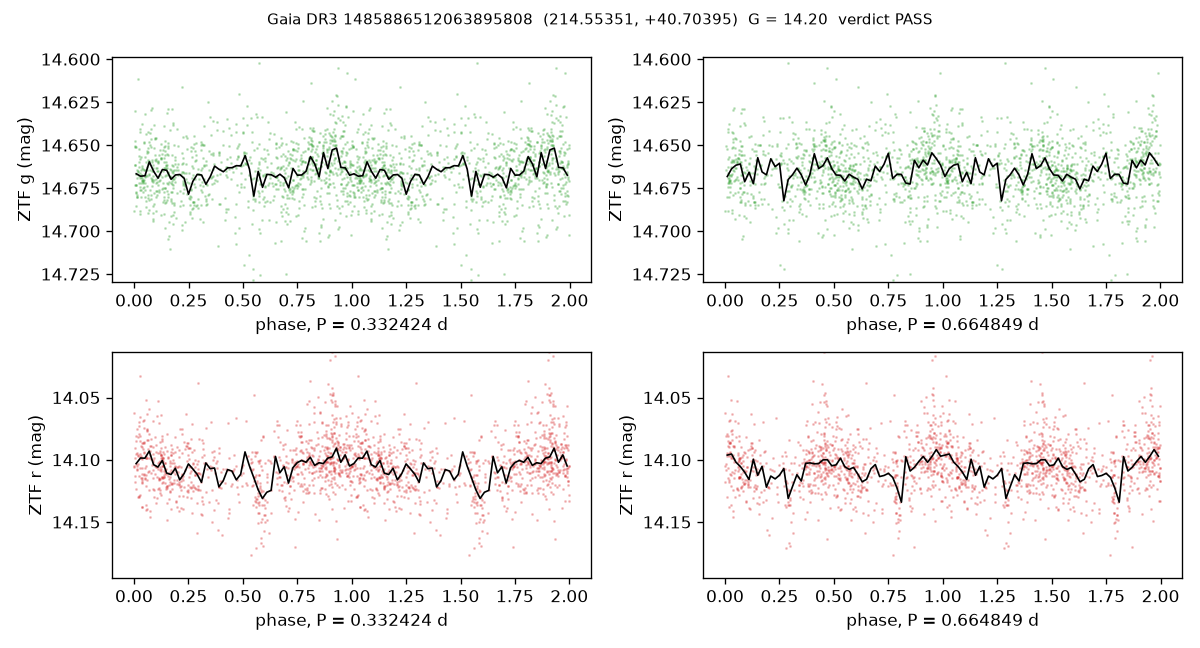 Gaia DR3 1485886512063895808  (214.55351, +40.70395)  G = 14.20  verdict PASS
ZTF g (mag)
14.600
14.625
14.650
14.675
14.700
14.725
0.00 0.25 0.50 0.75 1.00 1.25 1.50 1.75 2.00
phase, P = 0.332424 d
ZTF g (mag)
14.600
14.625
14.650
14.675
14.700
14.725
0.00 0.25 0.50 0.75 1.00 1.25 1.50 1.75 2.00
phase, P = 0.664849 d
ZTF r (mag)
14.05
14.10
14.15
0.00 0.25 0.50 0.75 1.00 1.25 1.50 1.75 2.00
phase, P = 0.332424 d
ZTF r (mag)
14.05
14.10
14.15
0.00 0.25 0.50 0.75 1.00 1.25 1.50 1.75 2.00
phase, P = 0.664849 d